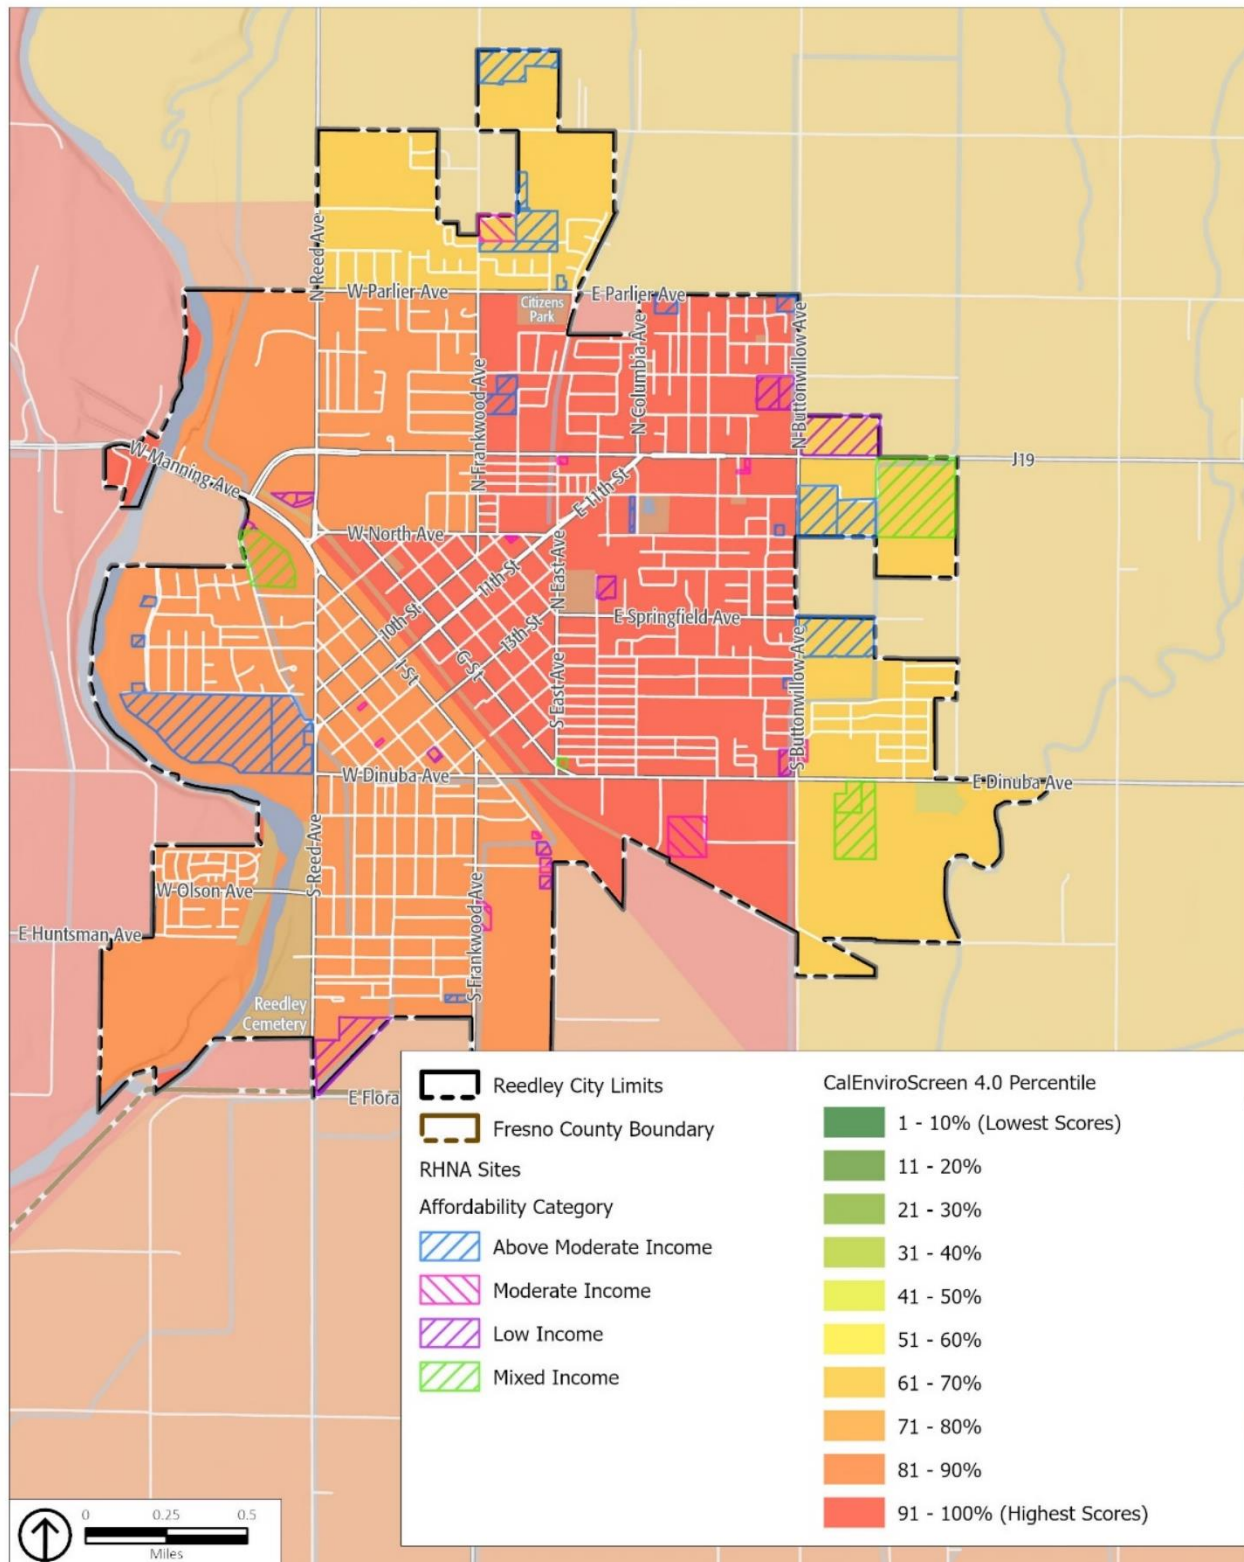 N Reed Ave
W Parlier Ave
Citizens
Park
E Parlier Ave
N Columbia Ave
N Buttonwillow Ave
N Frankwood Ave
W Manning Ave
J19
E 11th St
W North Ave
11th St
N East Ave
10th St
13th St
E Springfield Ave
G St
I St
S East Ave
S Buttonwillow Ave
W Dinuba Ave
E Dinuba Ave
S Reed Ave
W Olson Ave
S Frankwood Ave
E Huntsman Ave
Reedley
Cemetery
E Flora
Reedley City Limits
Fresno County Boundary
RHNA Sites
Affordability Category
Above Moderate Income
Moderate Income
Low Income
Mixed Income
CalEnviroScreen 4.0 Percentile
1 - 10% (Lowest Scores)
11 - 20%
21 - 30%
31 - 40%
41 - 50%
51 - 60%
61 - 70%
71 - 80%
81 - 90%
91 - 100% (Highest Scores)
0 0.25 0.5
Miles